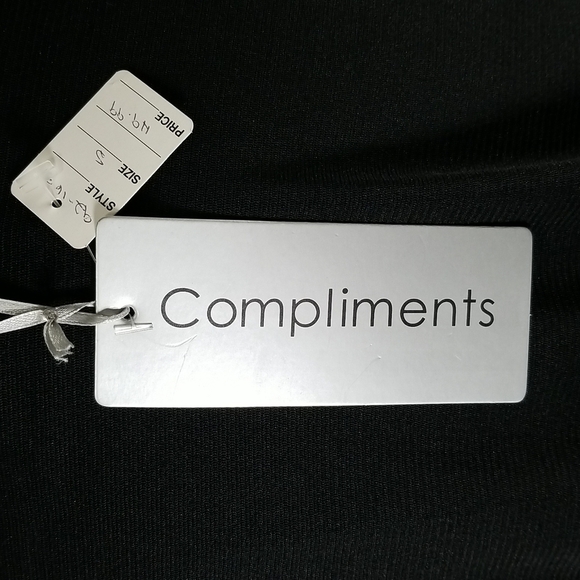 Compliments
STYLE
SIZE S
PRICE 49.99